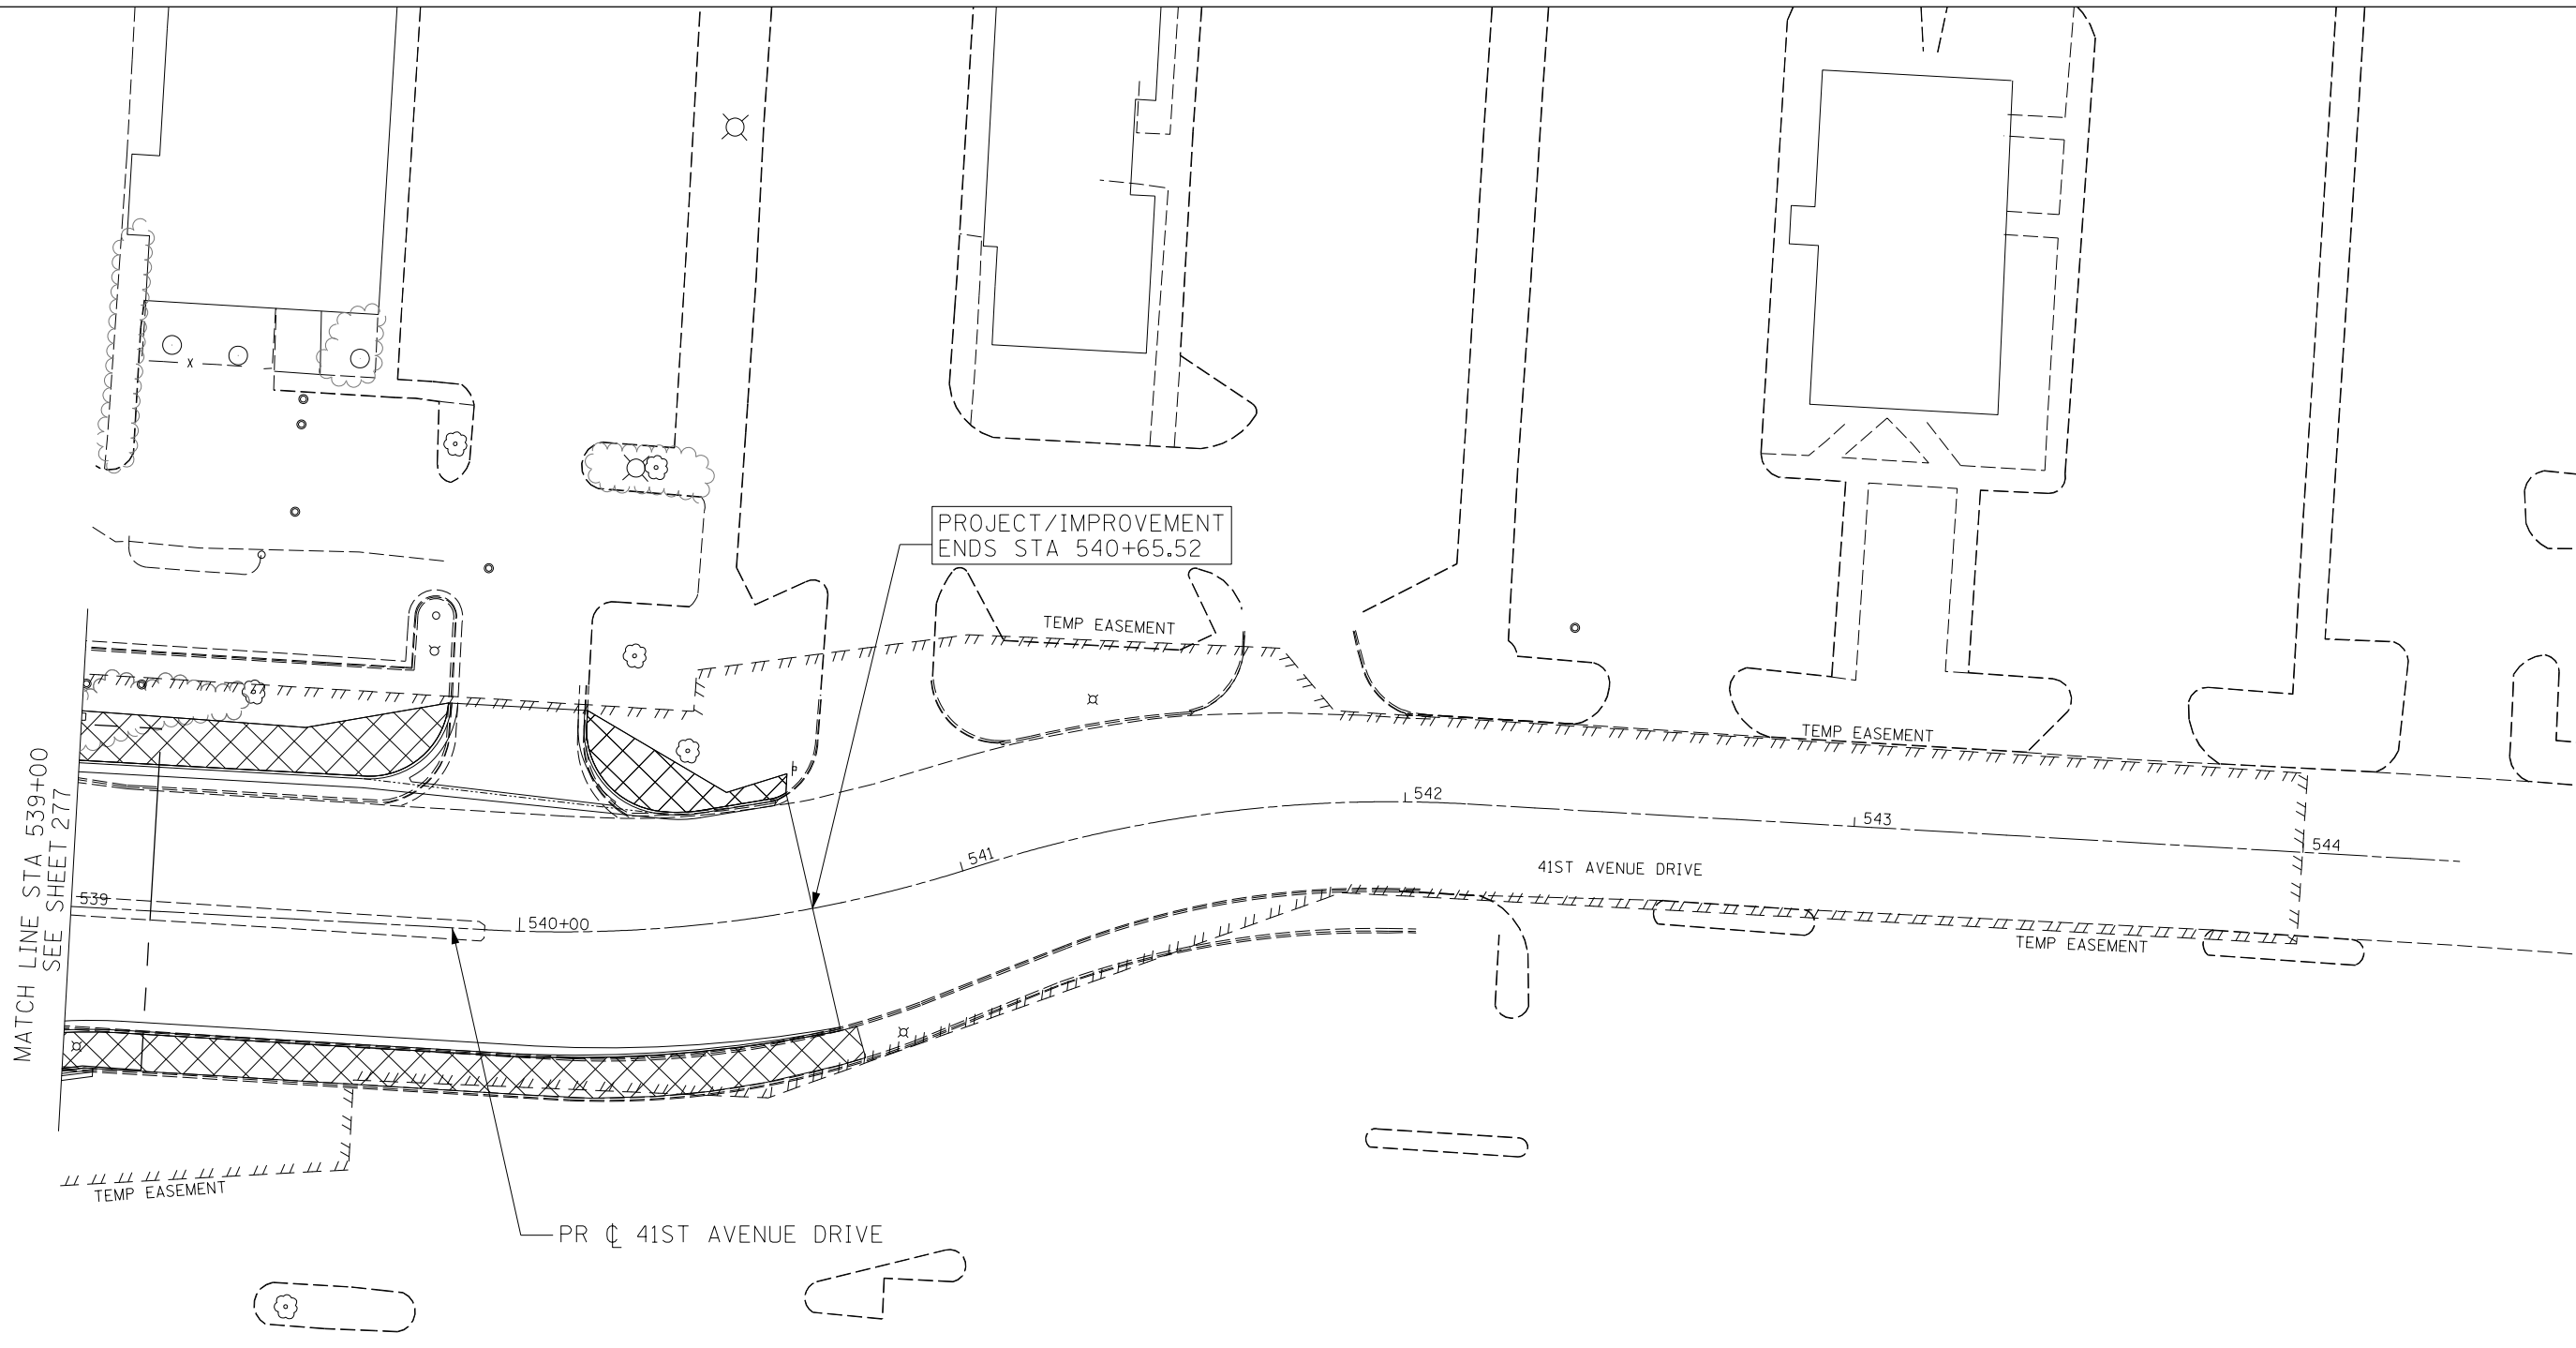 PROJECT/IMPROVEMENT
ENDS STA 540+65.52
TEMP EASEMENT
TEMP EASEMENT
MATCH LINE STA 539+00
SEE SHEET 277
X
539
540+00
541
542
543
544
41ST AVENUE DRIVE
TEMP EASEMENT
TEMP EASEMENT
PR ℄ 41ST AVENUE DRIVE